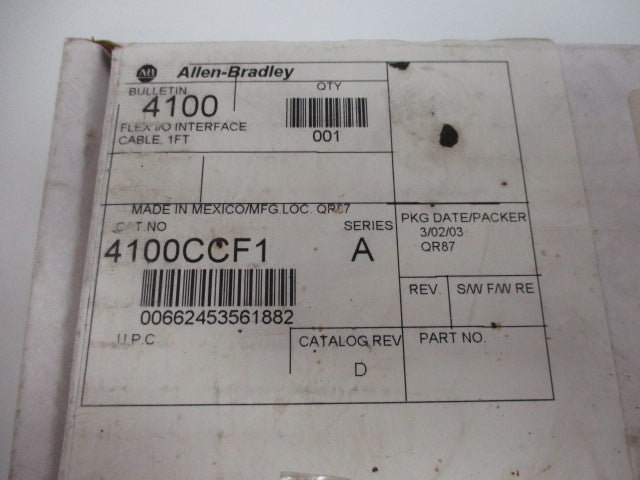 AB Allen-Bradley
BULLETIN
4100
QTY
001
FLEX I/O INTERFACE
CABLE, 1FT
MADE IN MEXICO/MFG.LOC. QR87
CAT.NO
4100CCF1
SERIES
A
00662453561882
U.P.C
CATALOG REV
D
PKG DATE/PACKER
3/02/03
QR87
REV.
S/W F/W RE
PART NO.